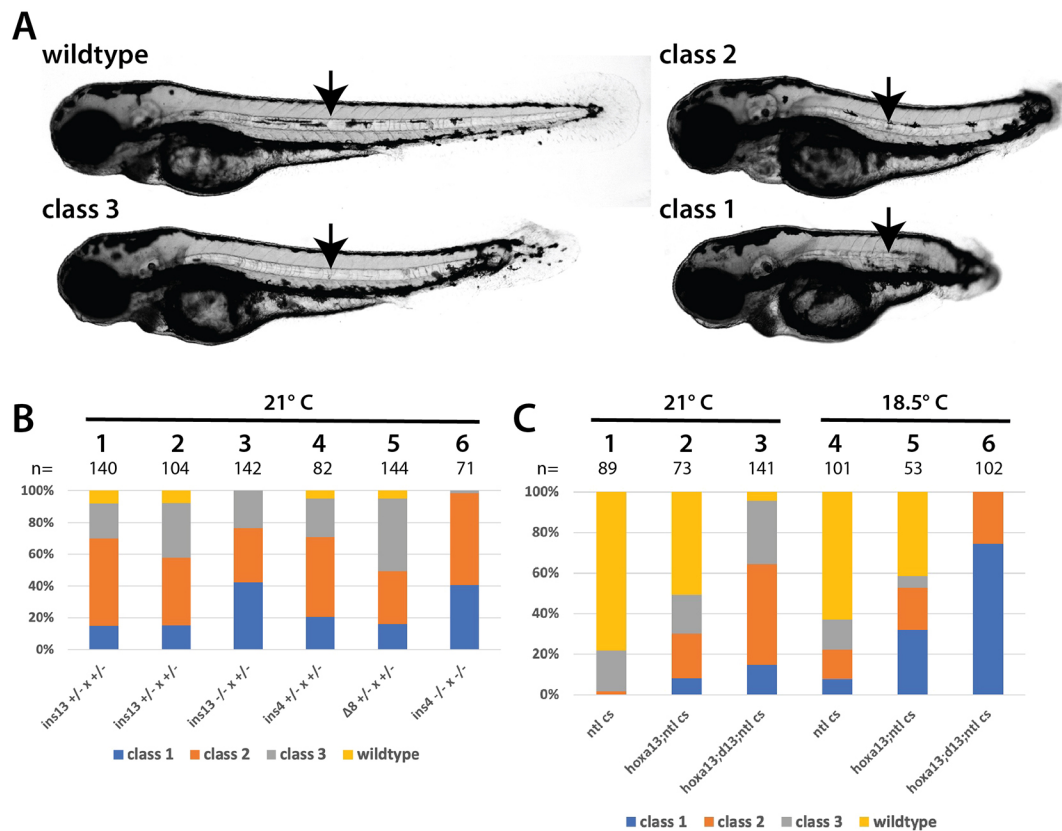 A
wildtype
class 2
class 3
class 1
B
21° C
1 2 3 4 5 6
n= 140 104 142 82 144 71
100%
80%
60%
40%
20%
0%
ins13 +/- x +/-
ins13 +/- x +/-
ins13 -/- x +/-
ins4 +/- x +/-
Δ8 +/- x +/-
ins4 -/- x -/-
class 1 class 2 class 3 wildtype
C
21° C 18.5° C
1 2 3 4 5 6
n= 89 73 141 101 53 102
100%
80%
60%
40%
20%
0%
ntl cs
hoxa13;ntl cs
hoxa13;d13;ntl cs
ntl cs
hoxa13;ntl cs
hoxa13;d13;ntl cs
class 1 class 2 class 3 wildtype